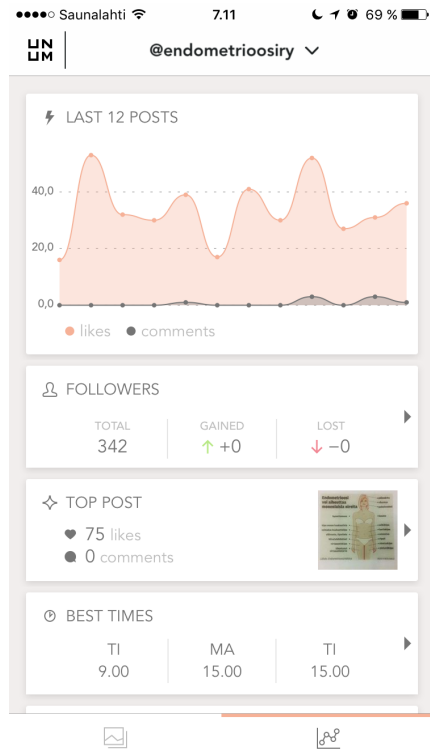 Saunalahti 7.11 69 %
UN
UM
@endometrioosiry
LAST 12 POSTS
40,0
20,0
0,0
likes comments
FOLLOWERS
TOTAL GAINED LOST
342 +0 −0
TOP POST
75 likes
0 comments
BEST TIMES
TI MA TI
9.00 15.00 15.00